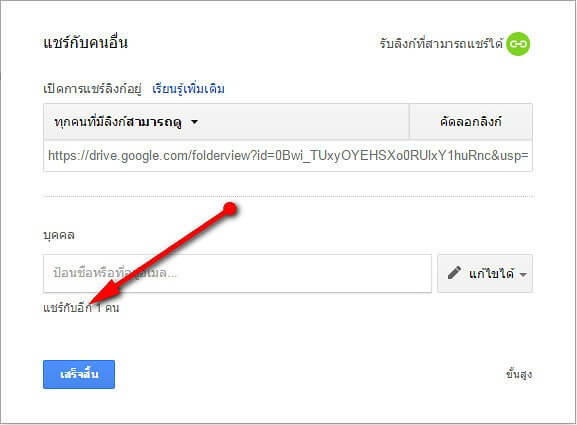 แชร์กับคนอื่น
รับลิงก์ที่สามารถแชร์ได้
เปิดการแชร์ลิงก์อยู่ เรียนรู้เพิ่มเติม
ทุกคนที่มีลิงก์สามารถดู
คัดลอกลิงก์
https://drive.google.com/folderview?id=0Bwi_TUxyOYEHSXo0RUlxY1huRnc&usp=
บุคคล
ป้อนชื่อหรือที่อยู่อีเมล...
แก้ไขได้
แชร์กับอีก 1 คน
เสร็จสิ้น
ขั้นสูง